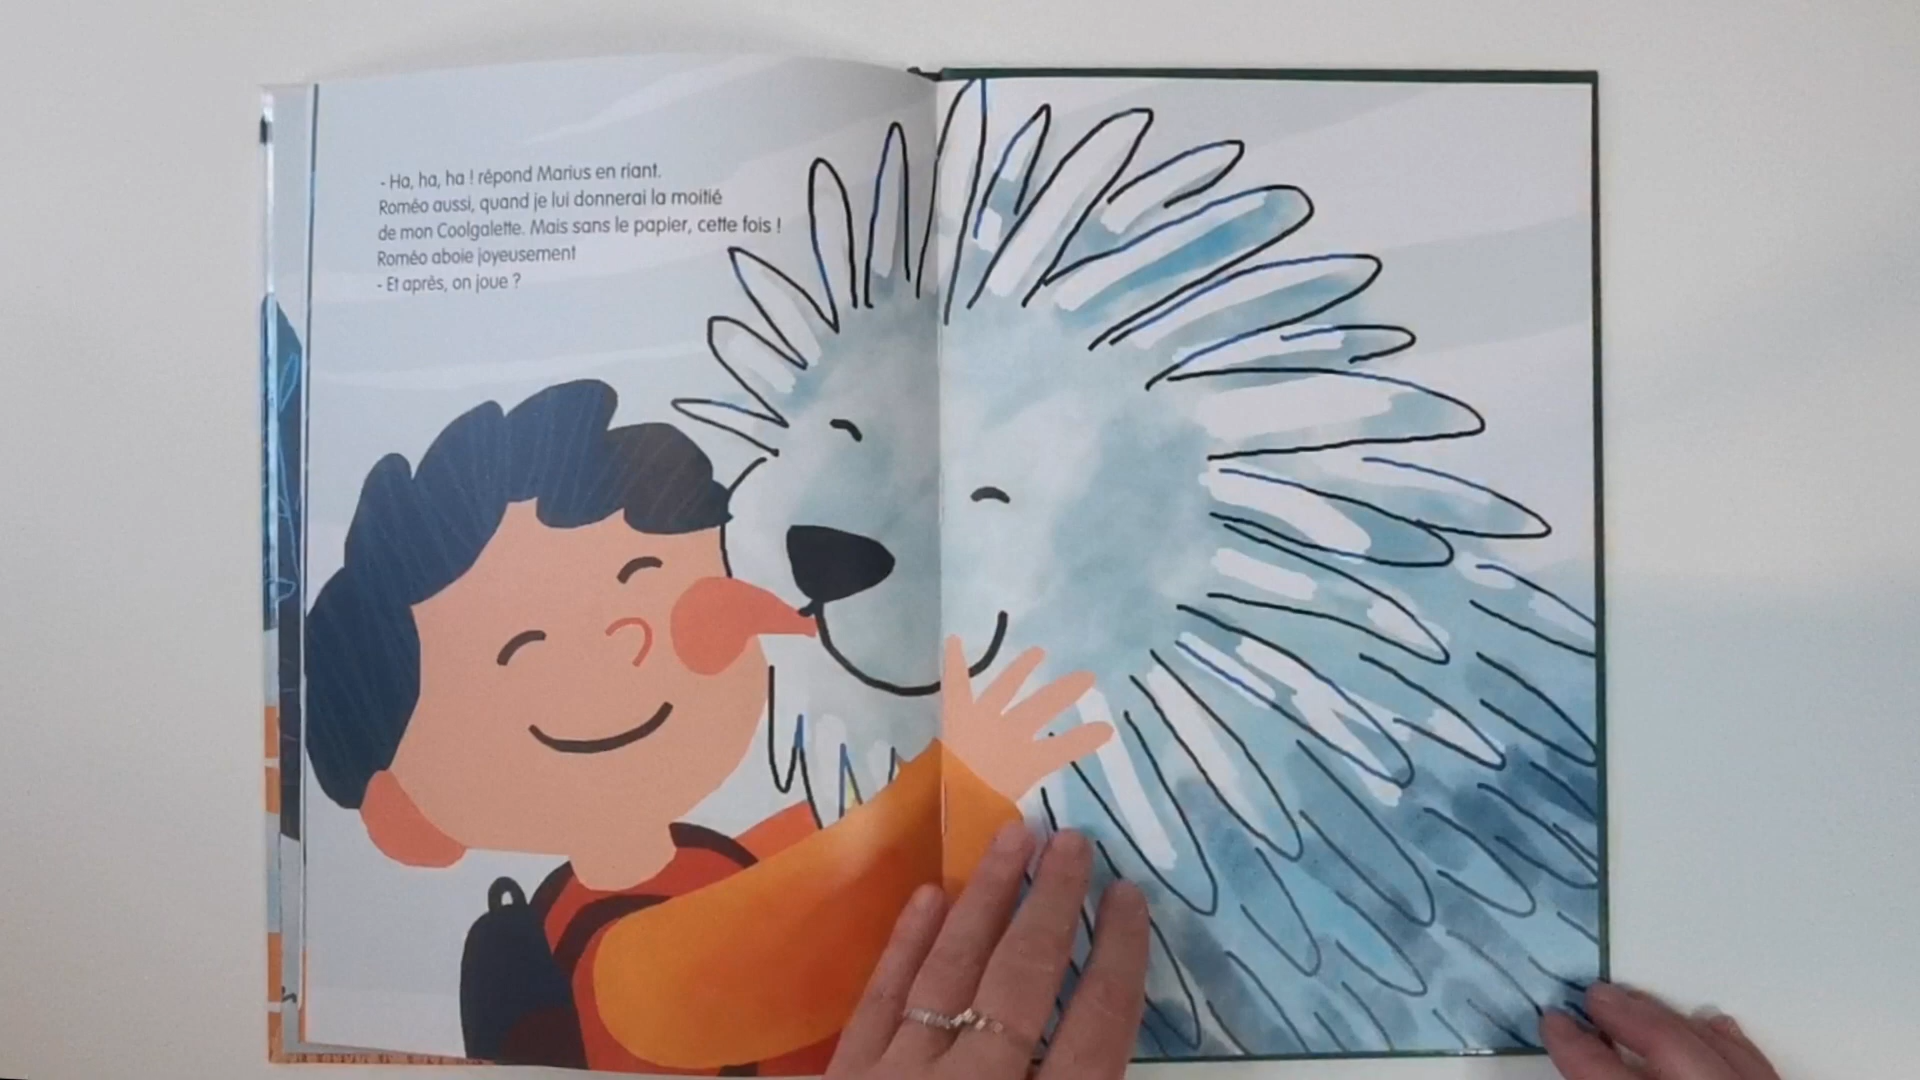 - Ha, ha, ha ! répond Marius en riant.
Roméo aussi, quand je lui donnerai la moitié
de mon Coolgalette. Mais sans le papier, cette fois !
Roméo aboie joyeusement
- Et après, on joue ?